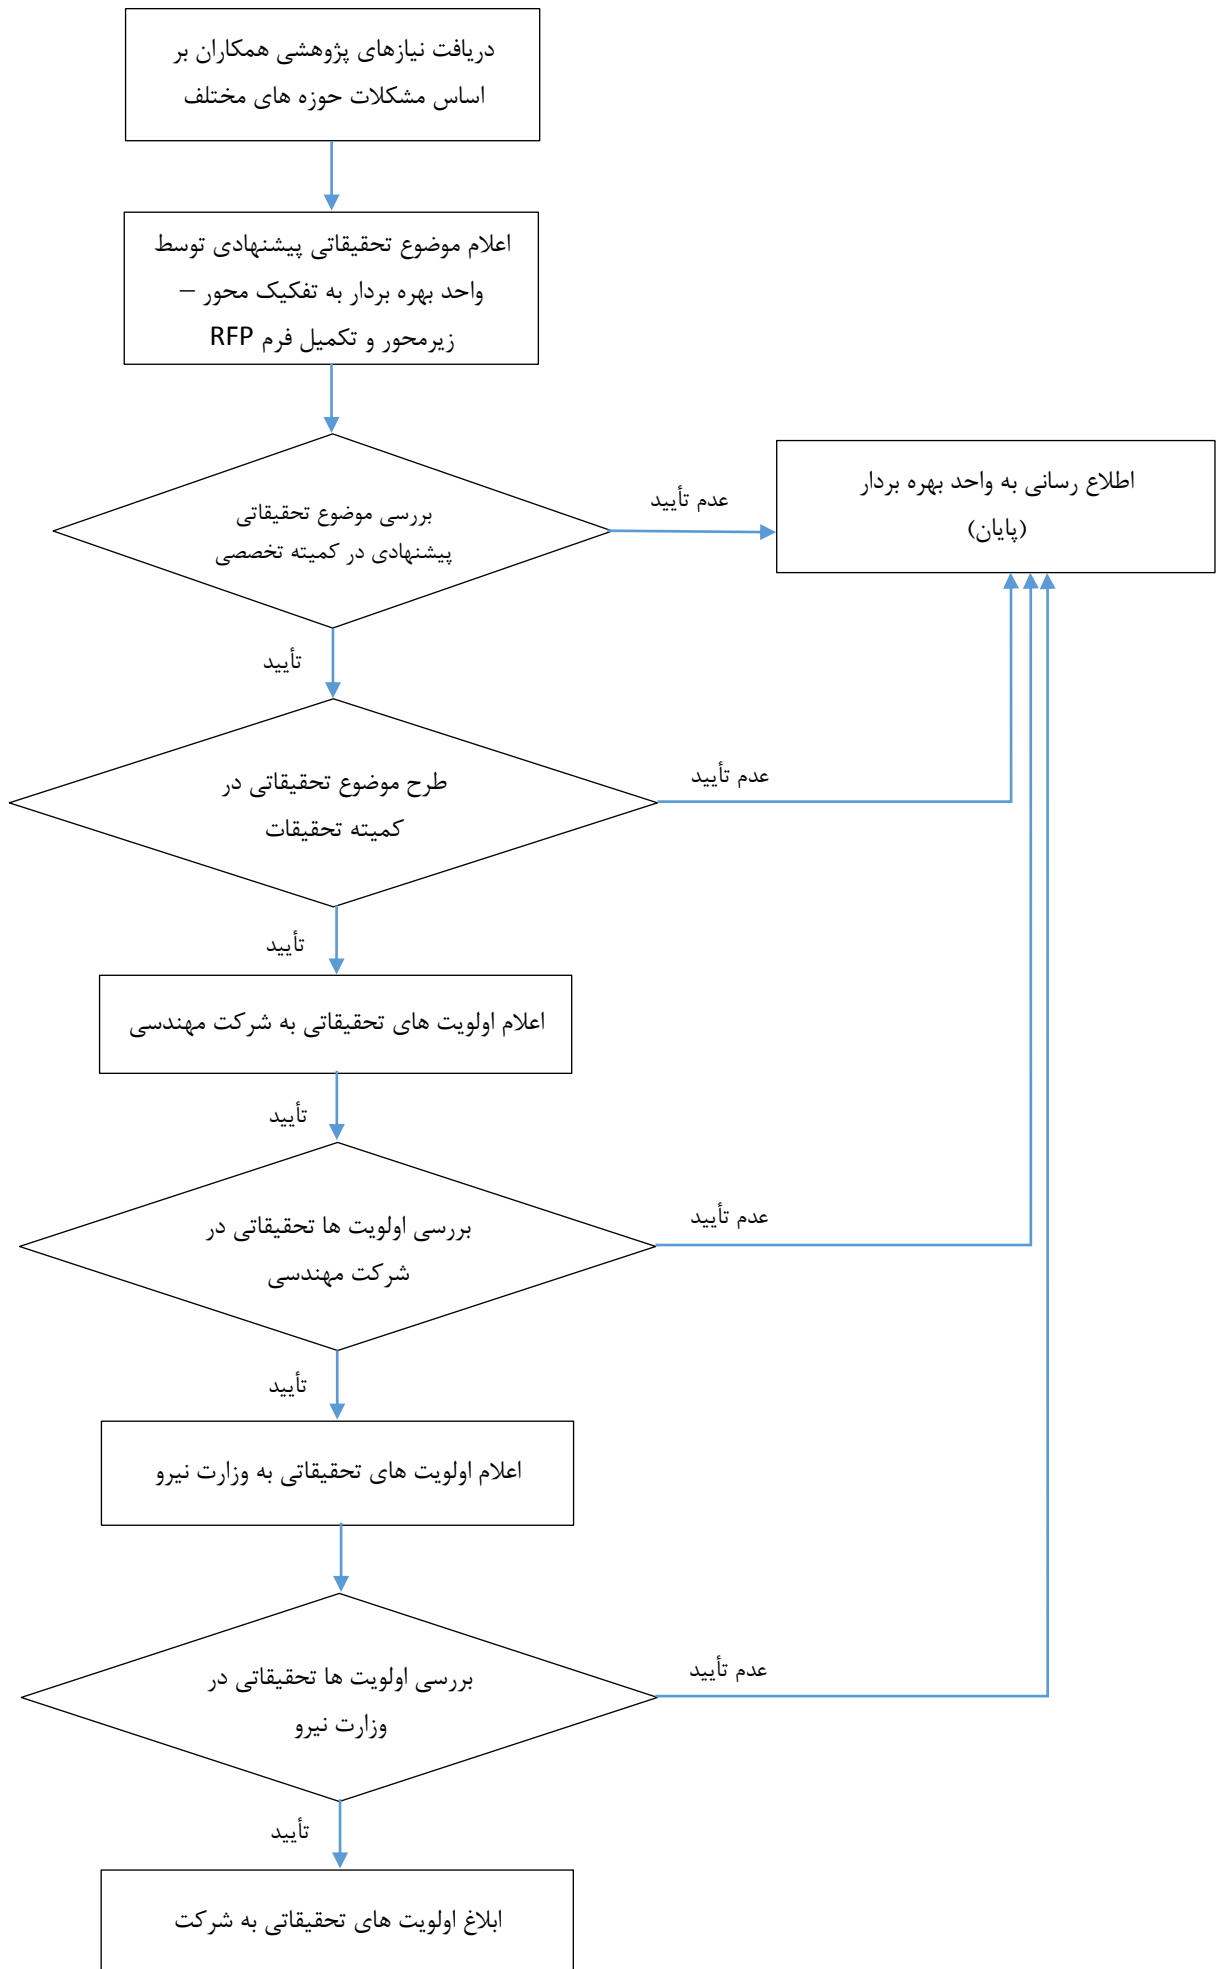 دریافت نیازهای پژوهشی همکاران بر
اساس مشکلات حوزه های مختلف
اعلام موضوع تحقیقاتی پیشنهادی توسط
واحد بهره بردار به تفکیک محور –
زیرمحور و تکمیل فرم RFP
بررسی موضوع تحقیقاتی
پیشنهادی در کمیته تخصصی
عدم تأیید
اطلاع رسانی به واحد بهره بردار
(پایان)
تأیید
طرح موضوع تحقیقاتی در
کمیته تحقیقات
عدم تأیید
تأیید
اعلام اولویت های تحقیقاتی به شرکت مهندسی
تأیید
بررسی اولویت ها تحقیقاتی در
شرکت مهندسی
عدم تأیید
تأیید
اعلام اولویت های تحقیقاتی به وزارت نیرو
بررسی اولویت ها تحقیقاتی در
وزارت نیرو
عدم تأیید
تأیید
ابلاغ اولویت های تحقیقاتی به شرکت